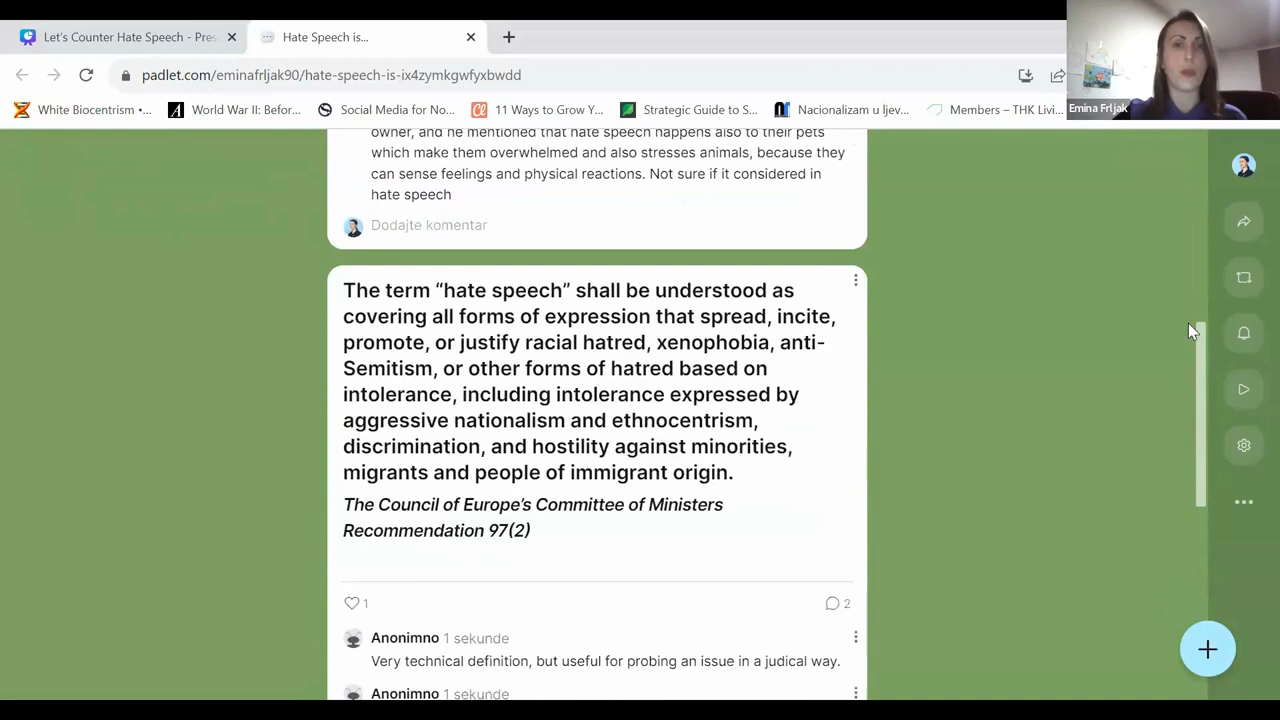 Let's Counter Hate Speech - Pres
Hate Speech is...
padlet.com/eminafrljak90/hate-speech-is-ix4zymkgwfyxbwdd
White Biocentrism •...
World War II: Befor...
Social Media for No...
11 Ways to Grow Y...
Strategic Guide to S...
Nacionalizam u ljev...
Members – THK Livi...
Emina Frljak
owner, and he mentioned that hate speech happens also to their pets
which make them overwhelmed and also stresses animals, because they
can sense feelings and physical reactions. Not sure if it considered in
hate speech
Dodajte komentar
The term “hate speech” shall be understood as
covering all forms of expression that spread, incite,
promote, or justify racial hatred, xenophobia, anti-
Semitism, or other forms of hatred based on
intolerance, including intolerance expressed by
aggressive nationalism and ethnocentrism,
discrimination, and hostility against minorities,
migrants and people of immigrant origin.
The Council of Europe’s Committee of Ministers
Recommendation 97(2)
1
2
Anonimno 1 sekunde
Very technical definition, but useful for probing an issue in a judical way.
Anonimno 1 sekunde